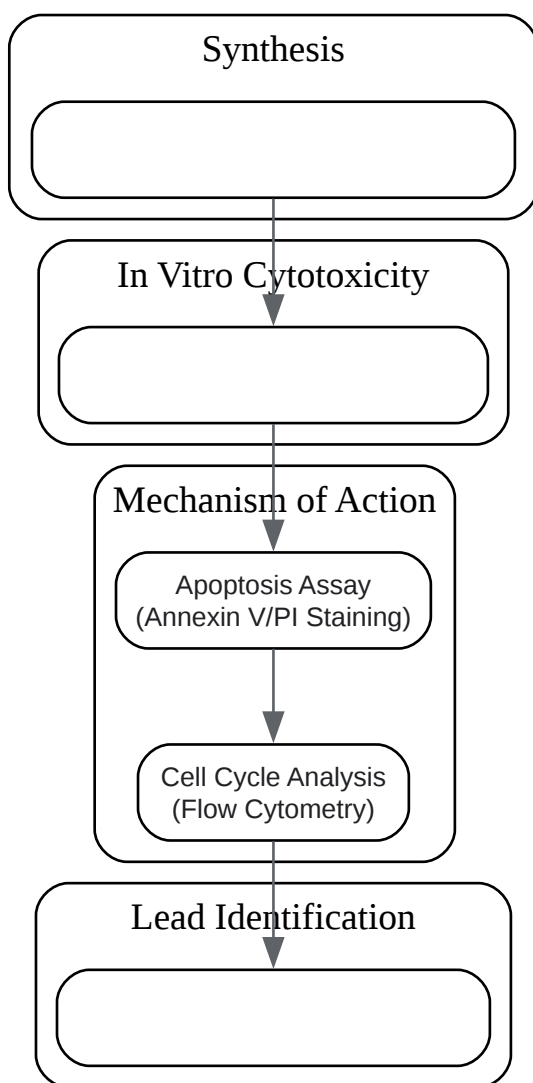 Synthesis
In Vitro Cytotoxicity
Mechanism of Action
Apoptosis Assay
(Annexin V/PI Staining)
Cell Cycle Analysis
(Flow Cytometry)
Lead Identification